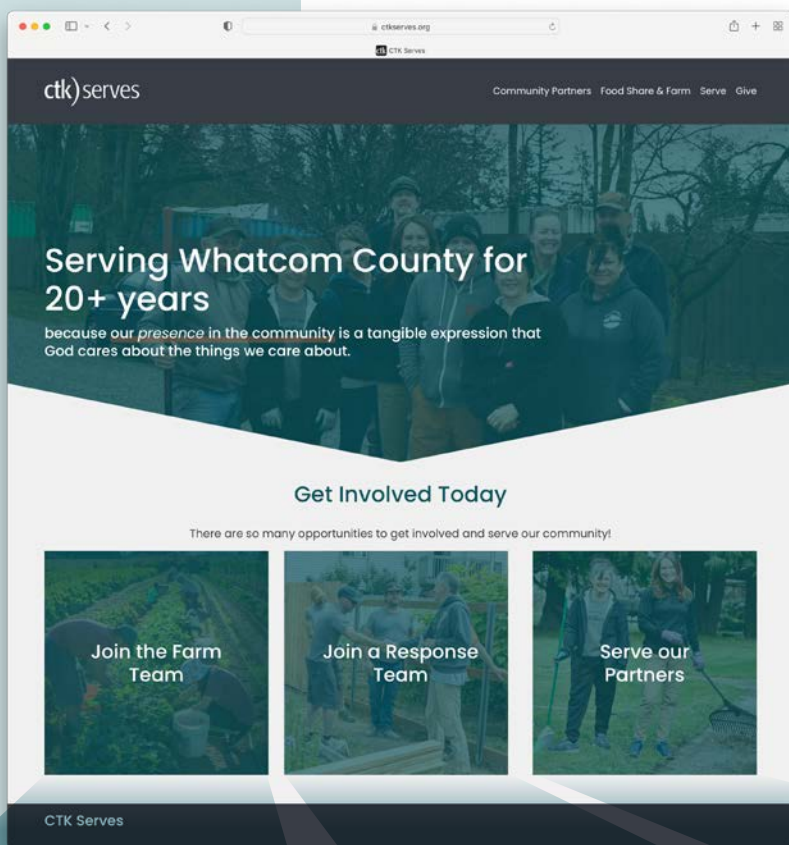 ctkserves.org
ctk CTK Serves
ctk)serves
Community Partners Food Share & Farm Serve Give
Serving Whatcom County for
20+ years
because our presence in the community is a tangible expression that
God cares about the things we care about.
Get Involved Today
There are so many opportunities to get involved and serve our community!
Join the Farm
Team
Join a Response
Team
Serve our
Partners
CTK Serves